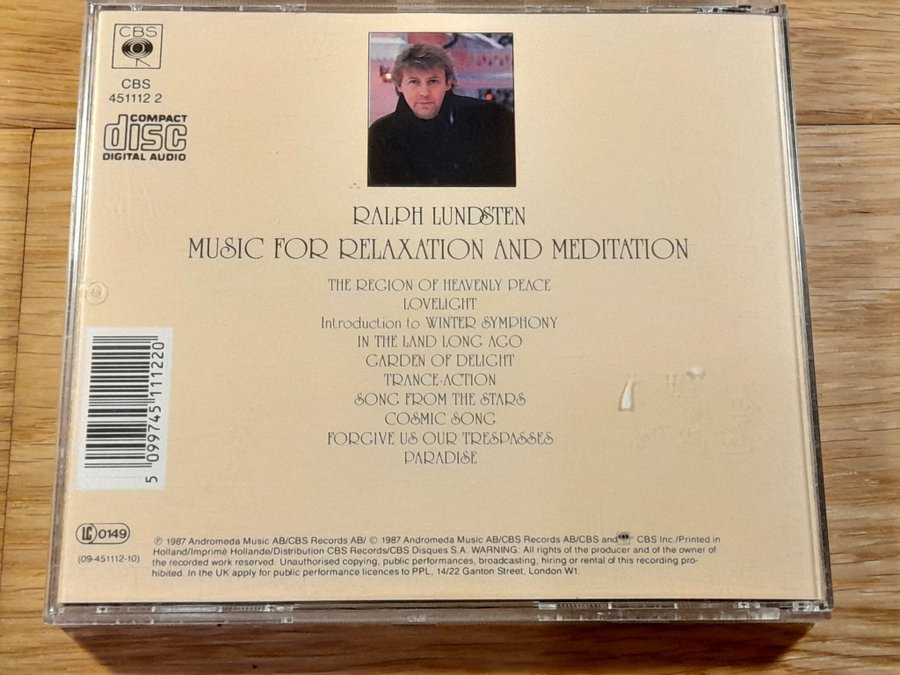 CBS
CBS
451112 2
COMPACT
disc
DIGITAL AUDIO
RALPH LUNDSTEN
MUSIC FOR RELAXATION AND MEDITATION
THE REGION OF HEAVENLY PEACE
LOVELIGHT
Introduction to WINTER SYMPHONY
IN THE LAND LONG AGO
GARDEN OF DELIGHT
TRANCE-ACTION
SONG FROM THE STARS
COSMIC SONG
FORGIVE US OUR TRESPASSES
PARADISE
5 099745 111220
LC 0149
(09-451112-10)
℗ 1987 Andromeda Music AB/CBS Records AB/ © 1987 Andromeda Music AB/CBS Records AB/CBS and CBS Inc./Printed in
Holland/Imprimé Hollande/Distribution CBS Records/CBS Disques S.A. WARNING: All rights of the producer and of the owner of
the recorded work reserved. Unauthorised copying, public performances, broadcasting, hiring or rental of this recording pro-
hibited. In the UK apply for public performance licences to PPL, 14/22 Ganton Street, London W1.